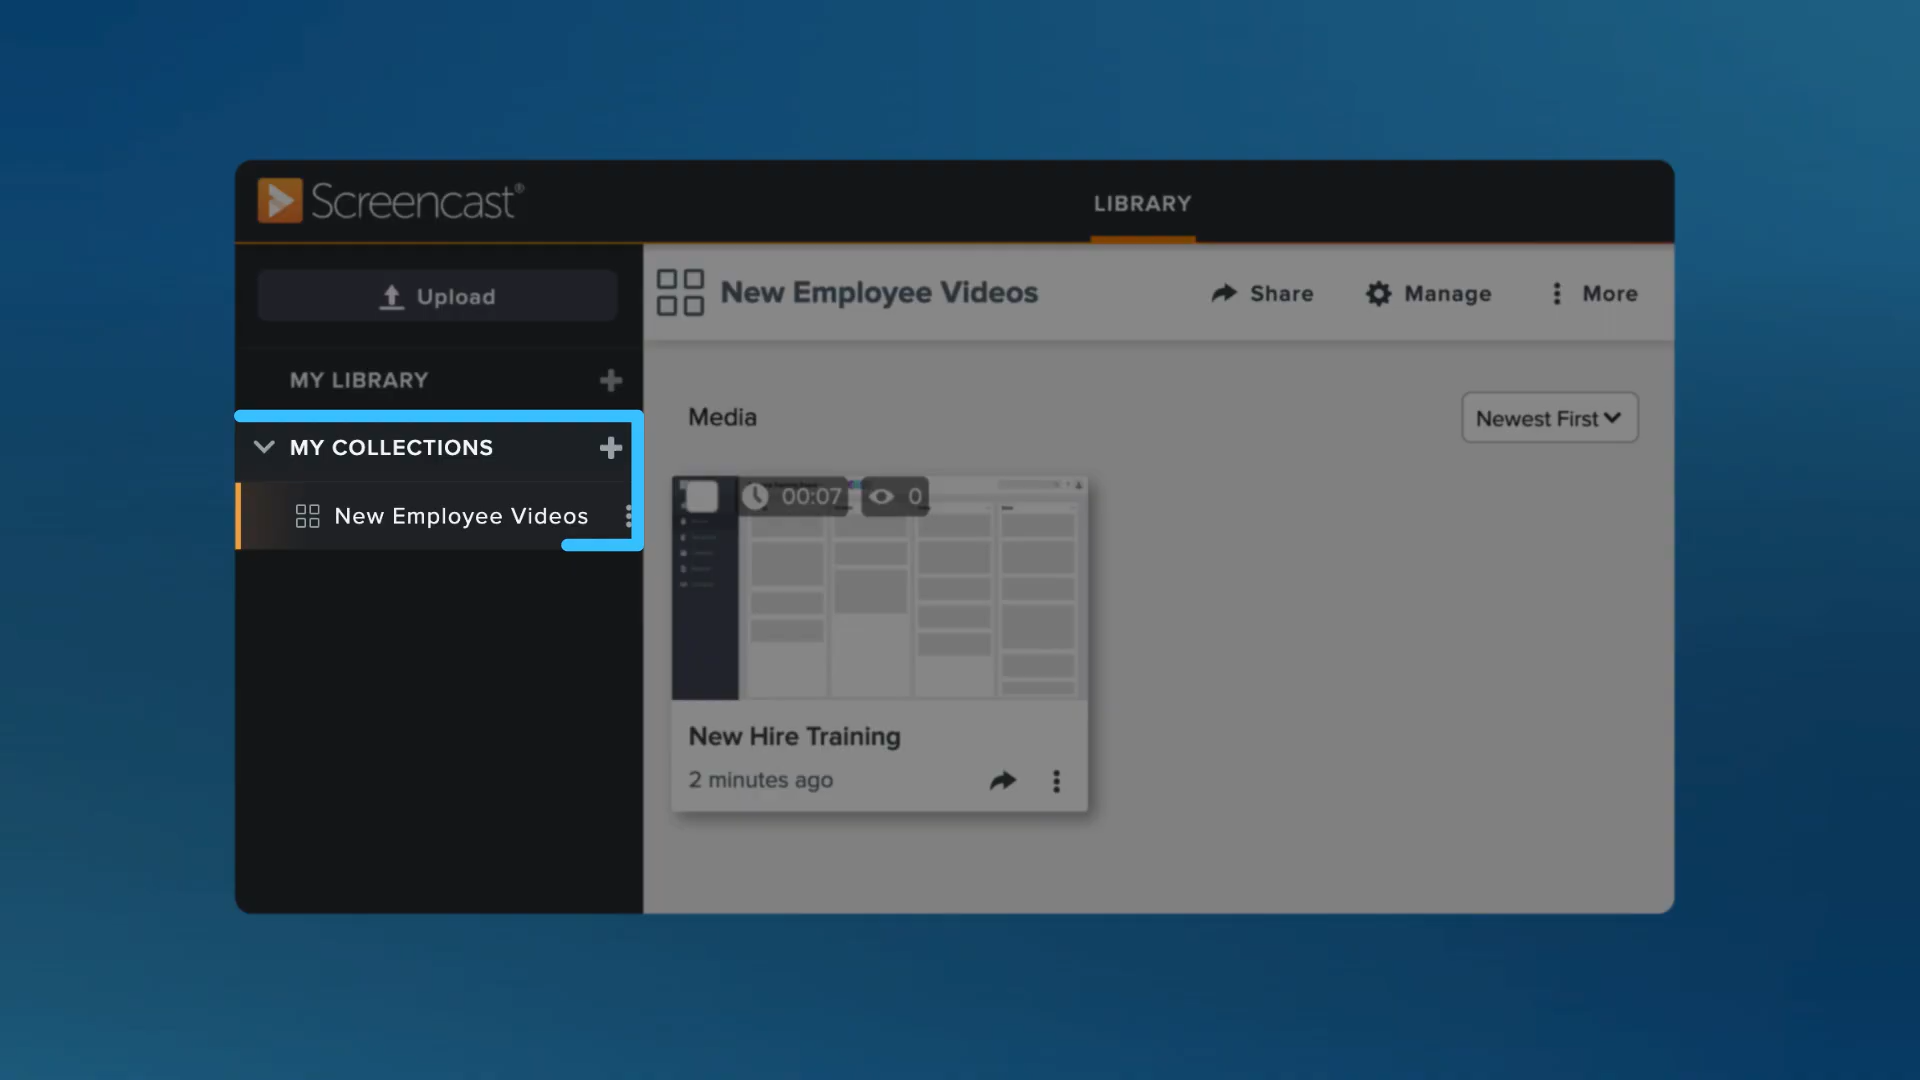 Screencast®
LIBRARY
Upload
New Employee Videos
Share
Manage
More
MY LIBRARY
Media
Newest First
MY COLLECTIONS
New Employee Videos
00:07
0
New Hire Training
2 minutes ago